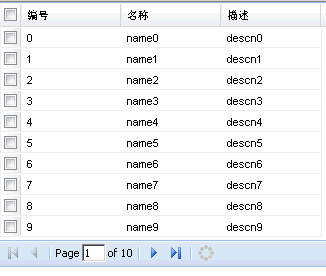 编号 名称 描述
0 name0 descn0
1 name1 descn1
2 name2 descn2
3 name3 descn3
4 name4 descn4
5 name5 descn5
6 name6 descn6
7 name7 descn7
8 name8 descn8
9 name9 descn9
Page 1 of 10